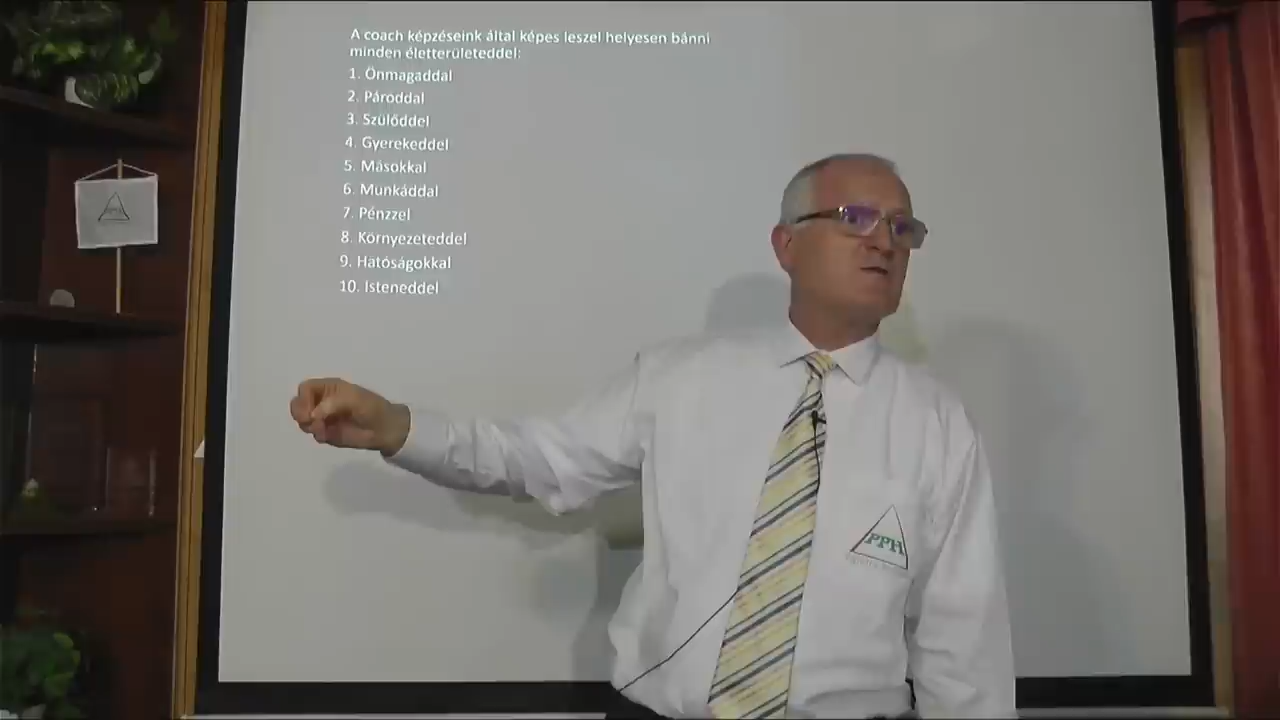 A coach képzéseink által képes leszel helyesen bánni
minden életterületeddel:
1. Önmagaddal
2. Pároddal
3. Szülőddel
4. Gyerekeddel
5. Másokkal
6. Munkáddal
7. Pénzzel
8. Környezeteddel
9. Hatóságokkal
10. Isteneddel
PPH